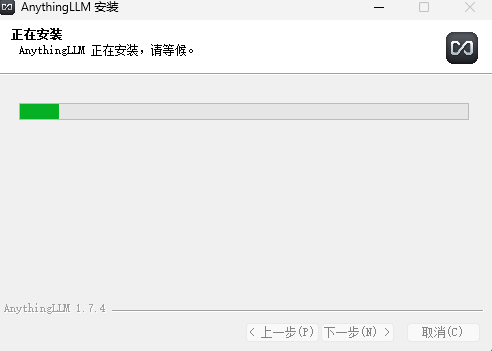 AnythingLLM 安装
正在安装
AnythingLLM 正在安装，请等候。
AnythingLLM 1.7.4
< 上一步(P)
下一步(N) >
取消(C)